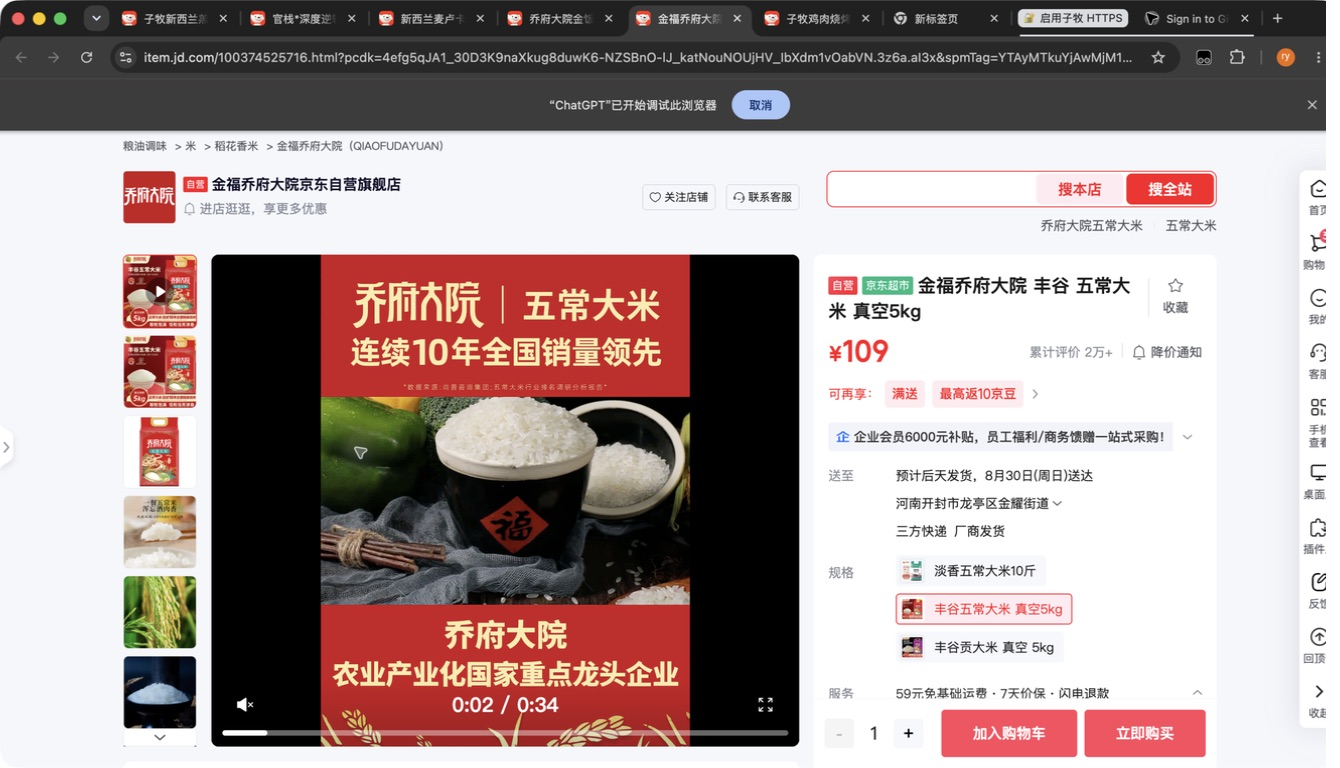 子牧新西兰
官栈*深度逆
新西兰麦卢卡
乔府大院金
金福乔府大院
子牧鸡肉烧烤
新标签页
启用子牧 HTTPS
Sign in to G
item.jd.com/100374525716.html?pcdk=4efg5qJA1_30D3K9naXkug8duwK6-NZSBnO-IJ_katNouNOUjHV_lbXdm1vOabVN.3z6a.al3x&spmTag=YTAyMTkuYjAwMjM1...
ry
“ChatGPT”已开始调试此浏览器
取消
粮油调味 > 米 > 稻花香米 > 金福乔府大院（QIAOFUDAYUAN）
乔府大院
自营 金福乔府大院京东自营旗舰店
进店逛逛，享更多优惠
关注店铺
联系客服
搜本店
搜全站
乔府大院五常大米
五常大米
首页
购物
我的
客服
手机
查看
桌面
插件
反馈
回顶
收起
乔府大院 | 五常大米
连续10年全国销量领先
乔府大院
农业产业化国家重点龙头企业
0:02 / 0:34
自营 京东超市 金福乔府大院 丰谷 五常大
米 真空5kg
收藏
¥109
累计评价 2万+
降价通知
可再享：
满送
最高返10京豆
企业会员6000元补贴，员工福利/商务馈赠一站式采购！
送至
预计后天发货，8月30日(周日)送达
河南开封市龙亭区金耀街道
三方快递 厂商发货
规格
淡香五常大米10斤
丰谷五常大米 真空5kg
丰谷贡大米 真空 5kg
服务
59元免基础运费・7天价保・闪电退款
- 1 +
加入购物车
立即购买